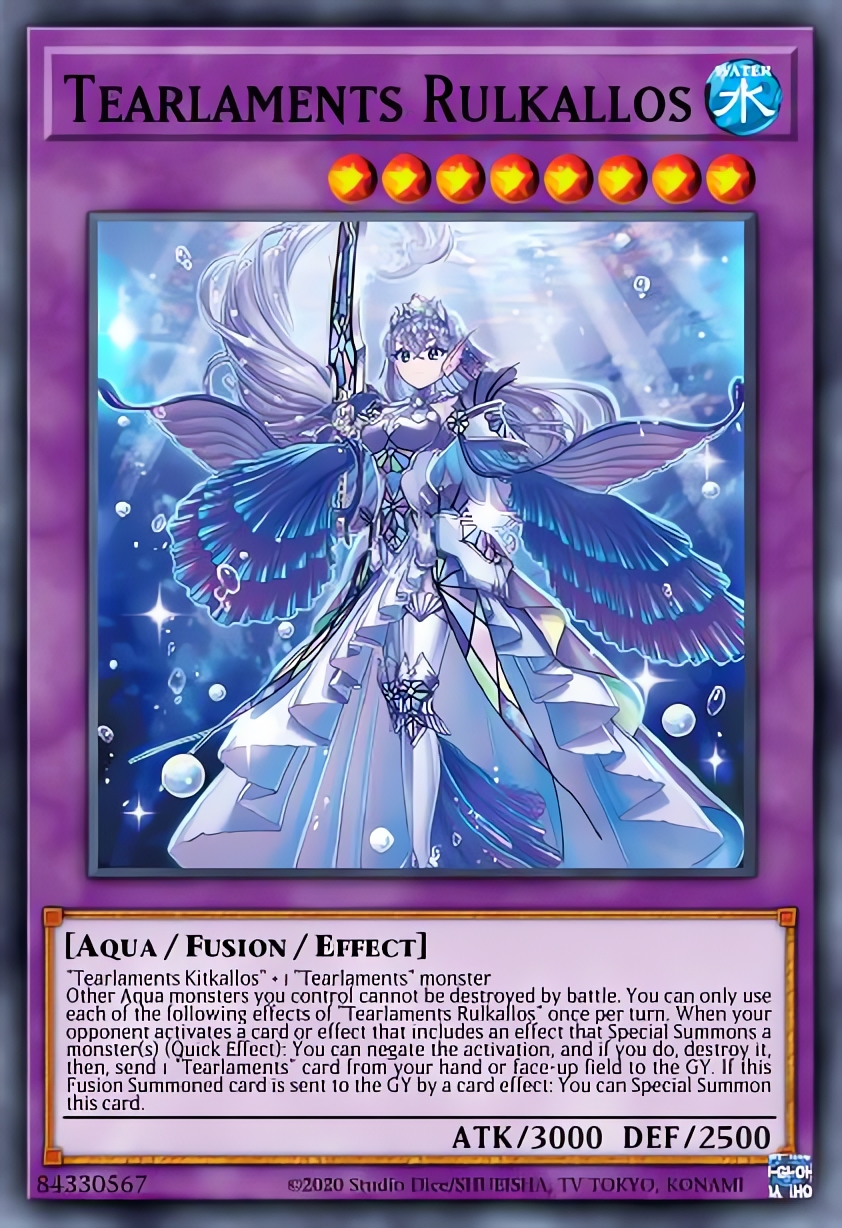 Tearlaments Rulkallos
WATER
水
[Aqua / Fusion / Effect]
"Tearlaments Kitkallos" + 1 "Tearlaments" monster
Other Aqua monsters you control cannot be destroyed by battle. You can only use
each of the following effects of "Tearlaments Rulkallos" once per turn. When your
opponent activates a card or effect that includes an effect that Special Summons a
monster(s) (Quick Effect): You can negate the activation, and if you do, destroy it,
then, send 1 "Tearlaments" card from your hand or face-up field to the GY. If this
Fusion Summoned card is sent to the GY by a card effect: You can Special Summon
this card.
ATK/3000 DEF/2500
84330567
©2020 Studio Dice/SHUEISHA, TV TOKYO, KONAMI